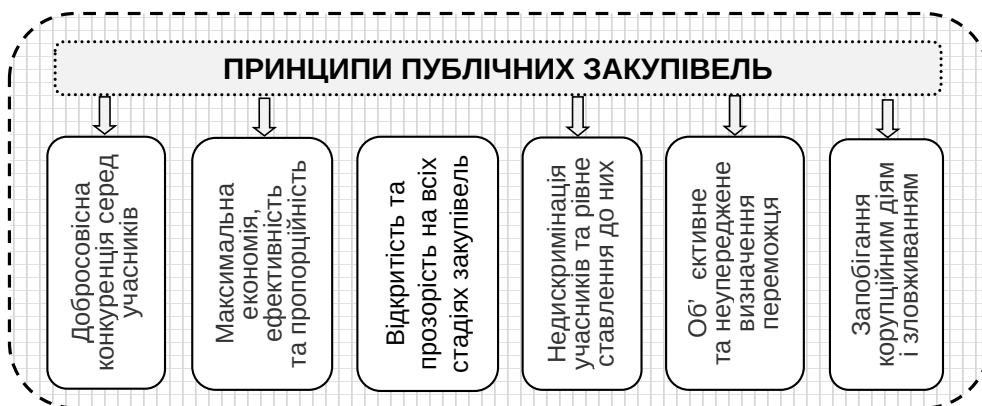 ПРИНЦИПИ ПУБЛІЧНИХ ЗАКУПІВЕЛЬ
Добросовісна
конкуренція серед
учасників
Максимальна
економія,
ефективність
та пропорційність
Відкритість та
прозорість на всіх
стадіях закупівель
Недискримінація
учасників та рівне
ставлення до них
Об’ єктивне
та неупереджене
визначення
переможця
Запобігання
корупційним діям
і зловживанням